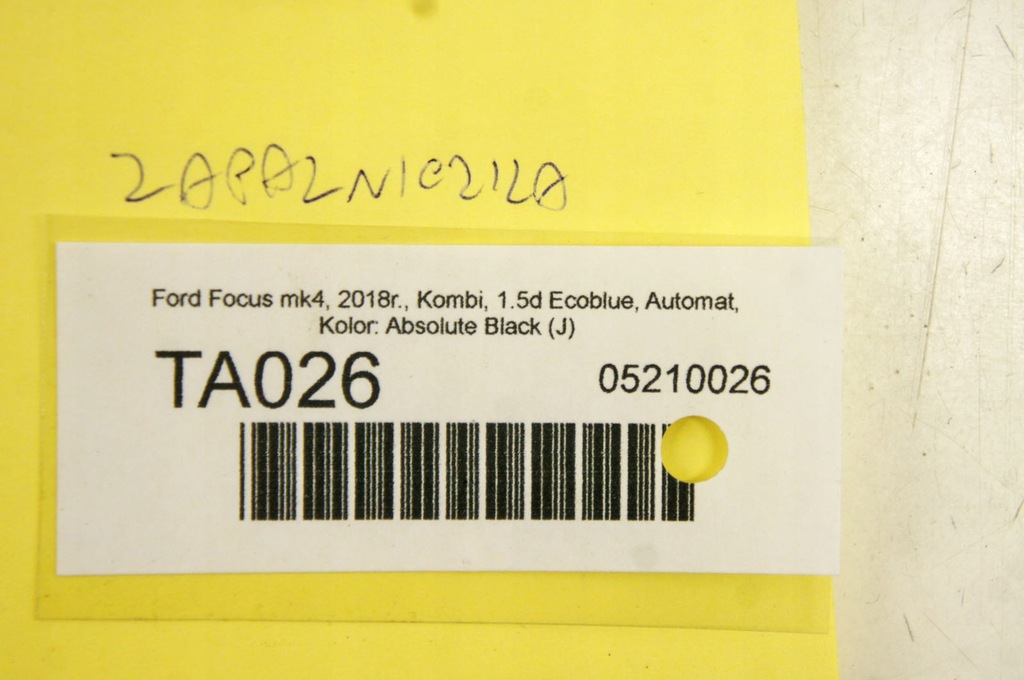 ZAPALNICZKA
Ford Focus mk4, 2018r., Kombi, 1.5d Ecoblue, Automat,
Kolor: Absolute Black (J)
TA026
05210026